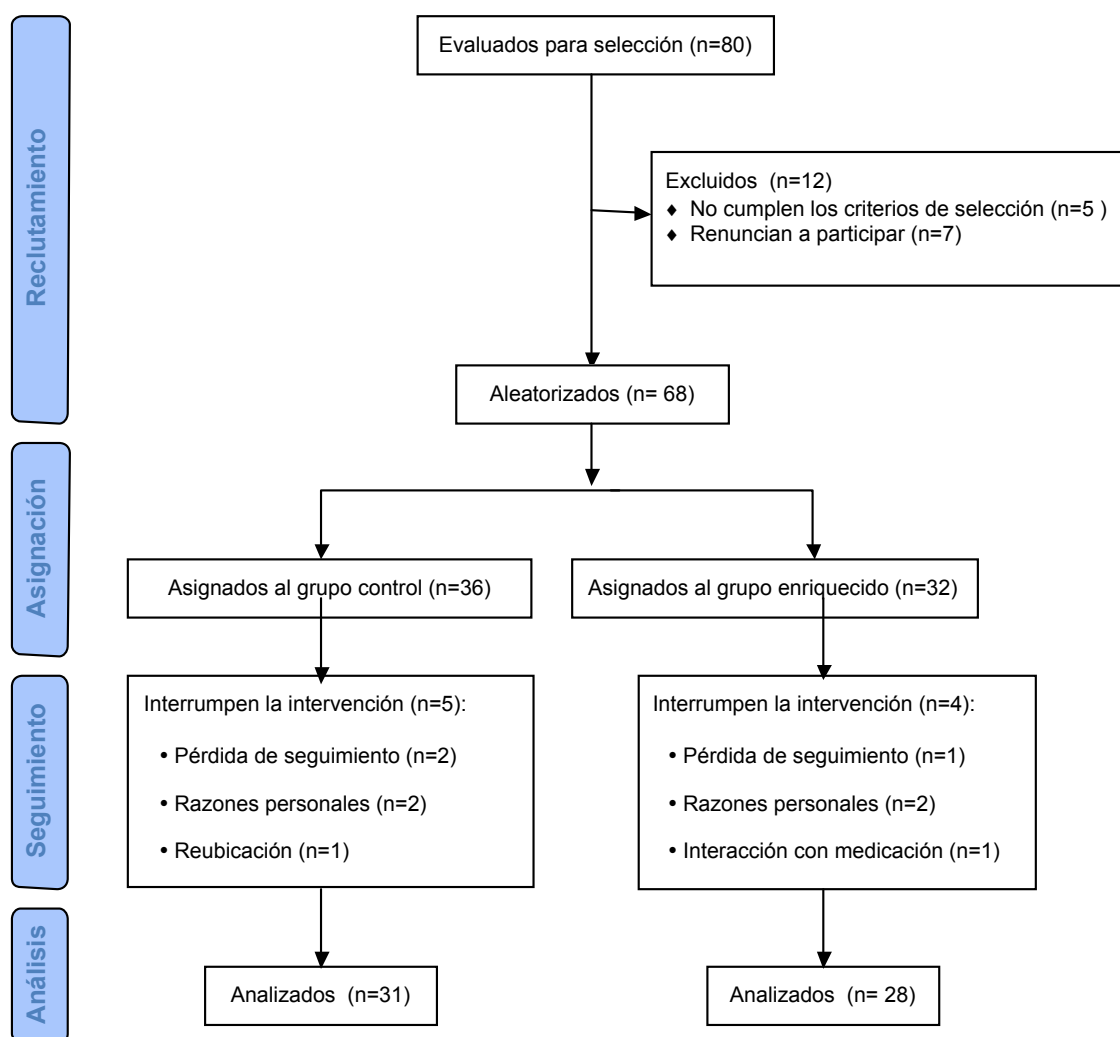 Reclutamiento
Evaluados para selección (n=80)
Excluidos  (n=12)
♦ No cumplen los criterios de selección (n=5 )
♦ Renuncian a participar (n=7)
Aleatorizados (n= 68)
Asignación
Asignados al grupo control (n=36)
Asignados al grupo enriquecido (n=32)
Seguimiento
Interrumpen la intervención (n=5):
• Pérdida de seguimiento (n=2)
• Razones personales (n=2)
• Reubicación (n=1)
Interrumpen la intervención (n=4):
• Pérdida de seguimiento (n=1)
• Razones personales (n=2)
• Interacción con medicación (n=1)
Análisis
Analizados  (n=31)
Analizados  (n= 28)